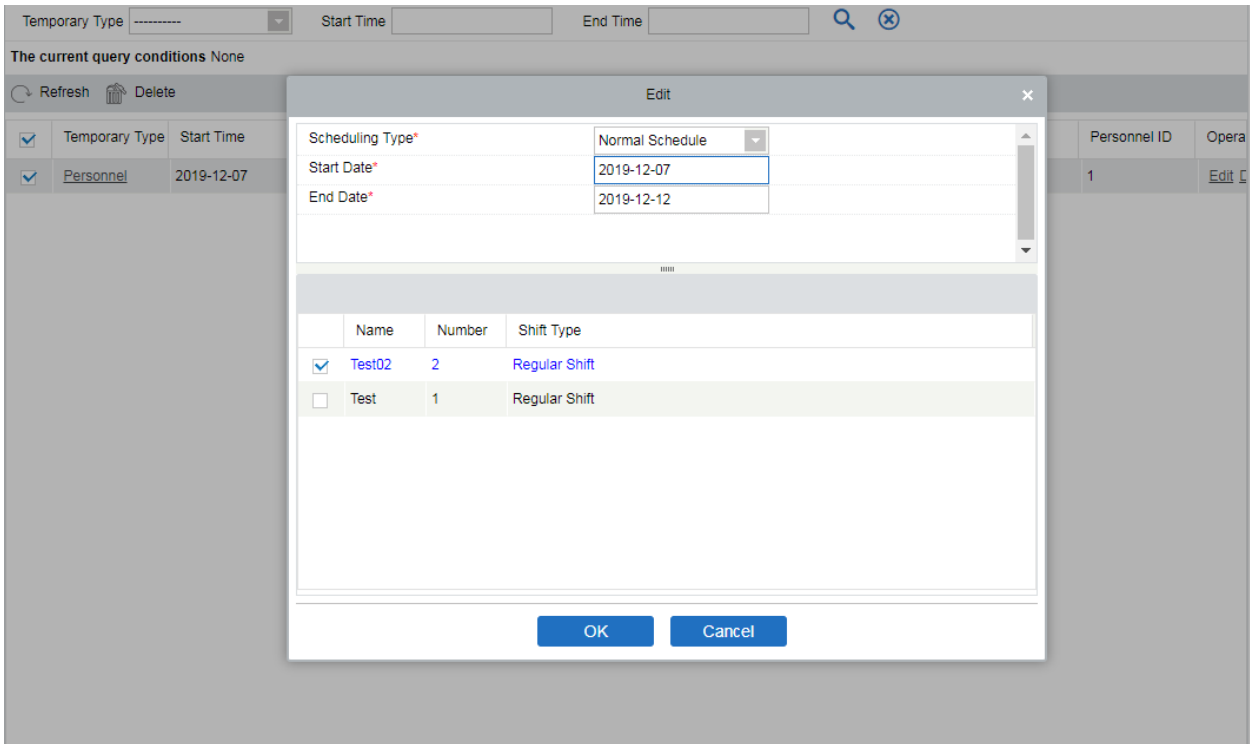 Temporary Type ---------- Start Time End Time
The current query conditions None
Refresh Delete
Edit
Temporary Type Start Time Personnel ID Opera
Personnel 2019-12-07 1 Edit D
Scheduling Type* Normal Schedule
Start Date* 2019-12-07
End Date* 2019-12-12
Name Number Shift Type
Test02 2 Regular Shift
Test 1 Regular Shift
OK Cancel